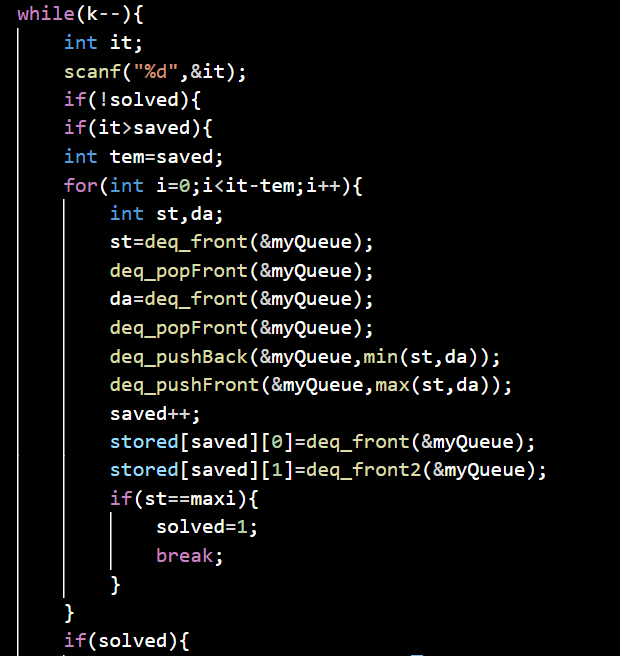 while(k--){
int it;
scanf("%d",&it);
if(!solved){
if(it>saved){
int tem=saved;
for(int i=0;i<it-tem;i++){
int st,da;
st=deq_front(&myQueue);
deq_popFront(&myQueue);
da=deq_front(&myQueue);
deq_popFront(&myQueue);
deq_pushBack(&myQueue,min(st,da));
deq_pushFront(&myQueue,max(st,da));
saved++;
stored[saved][0]=deq_front(&myQueue);
stored[saved][1]=deq_front2(&myQueue);
if(st==maxi){
solved=1;
break;
}
}
if(solved){